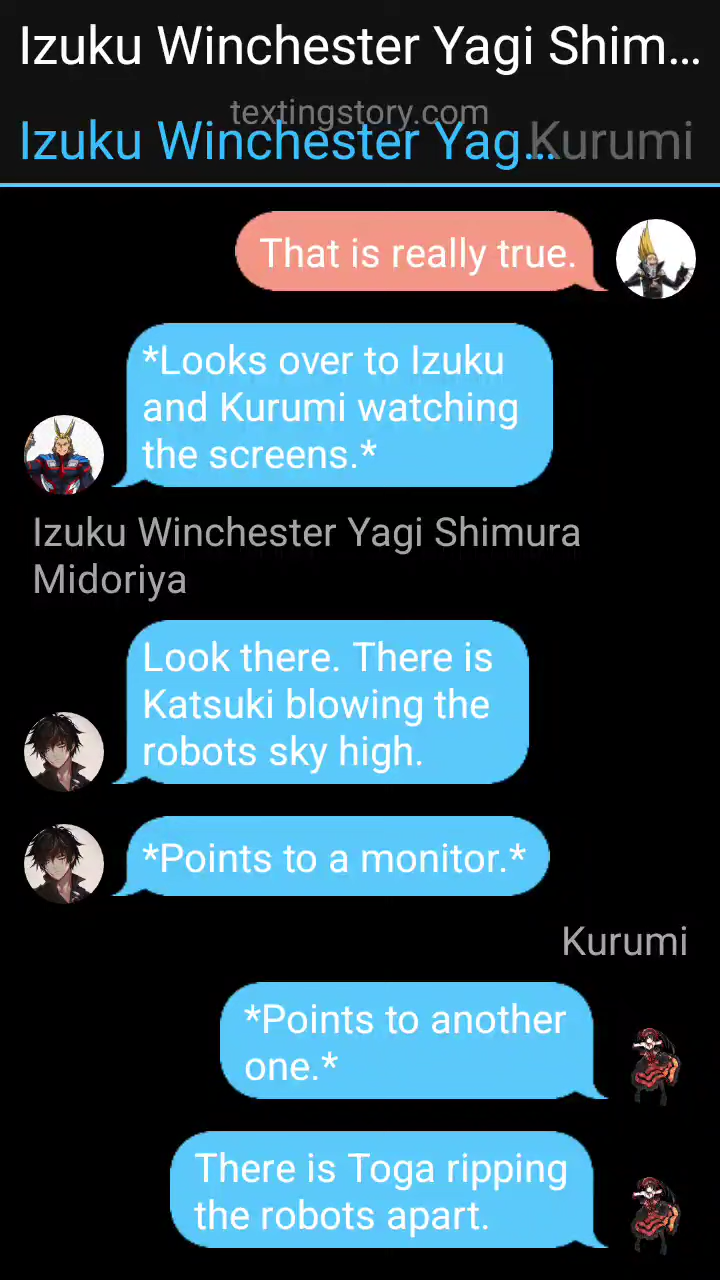 Izuku Winchester Yagi Shim...
textingstory.com
Izuku Winchester Yag...
Kurumi
That is really true.
*Looks over to Izuku
and Kurumi watching
the screens.*
Izuku Winchester Yagi Shimura
Midoriya
Look there. There is
Katsuki blowing the
robots sky high.
*Points to a monitor.*
Kurumi
*Points to another
one.*
There is Toga ripping
the robots apart.